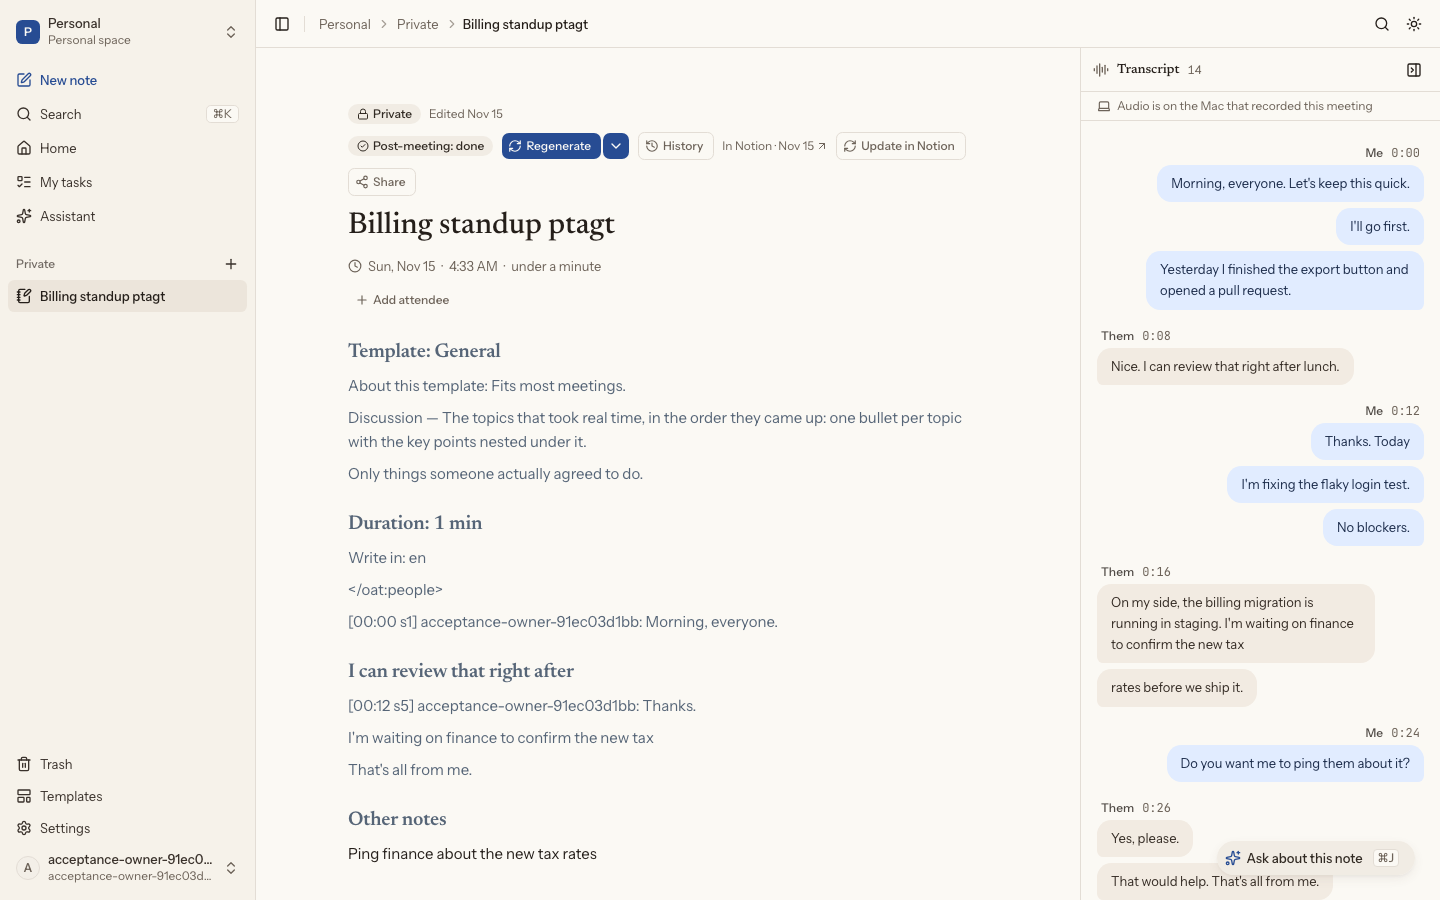 P
Personal
Personal space
New note
Search ⌘K
Home
My tasks
Assistant
Private
Billing standup ptagt
Trash
Templates
Settings
A
acceptance-owner-91ec0…
acceptance-owner-91ec03d…
Personal > Private > Billing standup ptagt
Private Edited Nov 15
Post-meeting: done Regenerate History In Notion · Nov 15 ↗ Update in Notion
Share
Billing standup ptagt
Sun, Nov 15 · 4:33 AM · under a minute
+ Add attendee
Template: General
About this template: Fits most meetings.
Discussion — The topics that took real time, in the order they came up: one bullet per topic
with the key points nested under it.
Only things someone actually agreed to do.
Duration: 1 min
Write in: en
</oat:people>
[00:00 s1] acceptance-owner-91ec03d1bb: Morning, everyone.
I can review that right after
[00:12 s5] acceptance-owner-91ec03d1bb: Thanks.
I'm waiting on finance to confirm the new tax
That's all from me.
Other notes
Ping finance about the new tax rates
Transcript 14
Audio is on the Mac that recorded this meeting
Me 0:00
Morning, everyone. Let's keep this quick.
I'll go first.
Yesterday I finished the export button and
opened a pull request.
Them 0:08
Nice. I can review that right after lunch.
Me 0:12
Thanks. Today
I'm fixing the flaky login test.
No blockers.
Them 0:16
On my side, the billing migration is
running in staging. I'm waiting on finance
to confirm the new tax
rates before we ship it.
Me 0:24
Do you want me to ping them about it?
Them 0:26
Yes, please.
Ask about this note ⌘J
That would help. That's all from me.